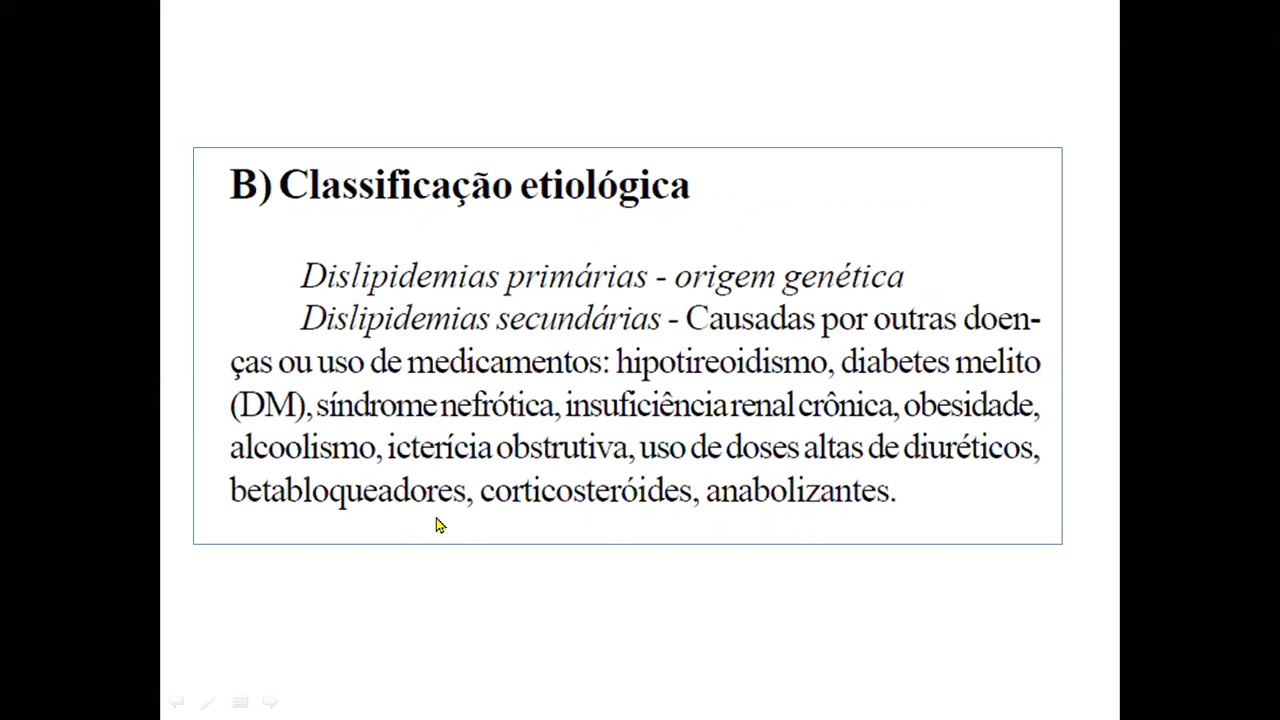 B) Classificação etiológica
Dislipidemias primárias - origem genética
Dislipidemias secundárias - Causadas por outras doen-
ças ou uso de medicamentos: hipotireoidismo, diabetes melito
(DM), síndrome nefrótica, insuficiência renal crônica, obesidade,
alcoolismo, icterícia obstrutiva, uso de doses altas de diuréticos,
betabloqueadores, corticosteróides, anabolizantes.